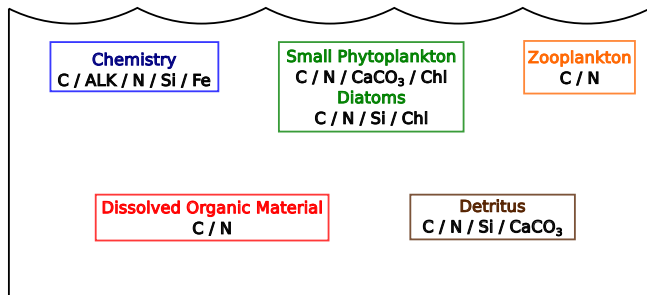 Chemistry
C / ALK / N / Si / Fe
Small Phytoplankton
C / N / CaCO₃ / Chl
Diatoms
C / N / Si / Chl
Zooplankton
C / N
Dissolved Organic Material
C / N
Detritus
C / N / Si / CaCO₃